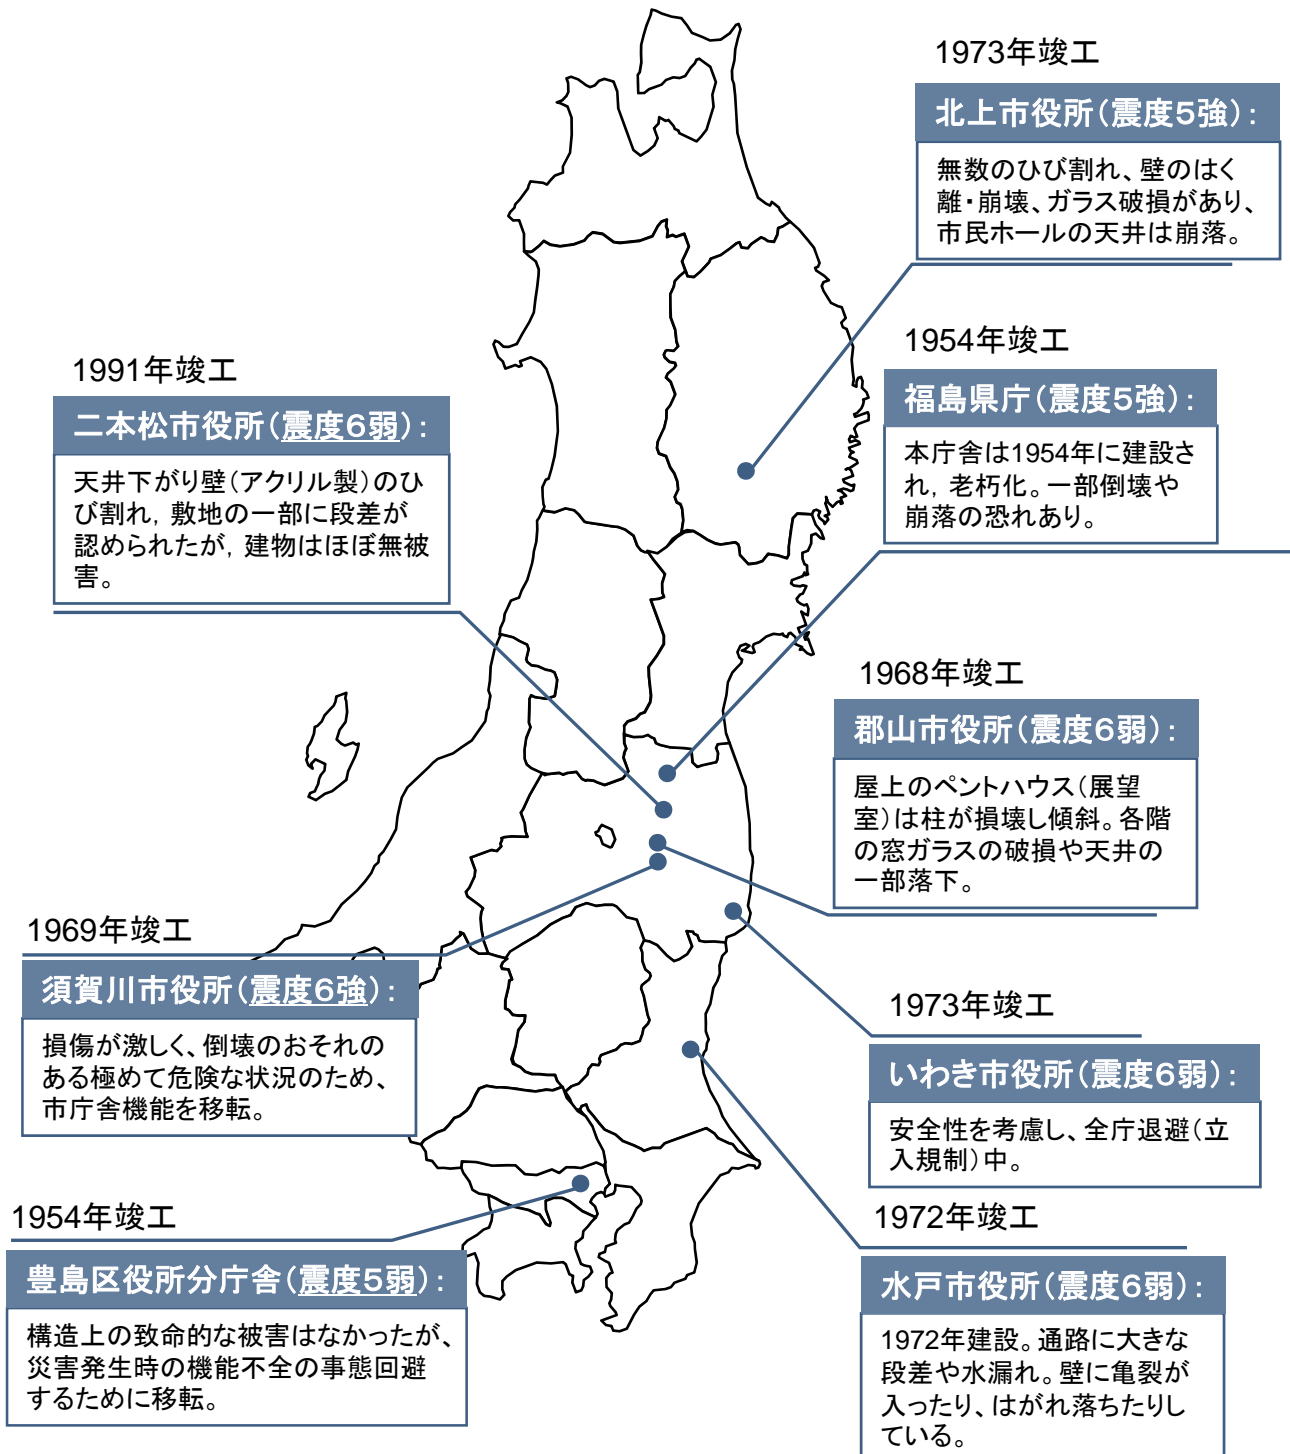 1973年竣工
北上市役所(震度5強):
無数のひび割れ、壁のはく
離・崩壊、ガラス破損があり、
市民ホールの天井は崩落。
1954年竣工
福島県庁(震度5強):
本庁舎は1954年に建設さ
れ，老朽化。一部倒壊や
崩落の恐れあり。
1991年竣工
二本松市役所(震度6弱):
天井下がり壁(アクリル製)のひ
び割れ，敷地の一部に段差が
認められたが，建物はほぼ無被
害。
1968年竣工
郡山市役所(震度6弱):
屋上のペントハウス(展望
室)は柱が損壊し傾斜。各階
の窓ガラスの破損や天井の
一部落下。
1969年竣工
須賀川市役所(震度6強):
損傷が激しく、倒壊のおそれの
ある極めて危険な状況のため、
市庁舎機能を移転。
1973年竣工
いわき市役所(震度6弱):
安全性を考慮し、全庁退避(立
入規制)中。
1954年竣工
豊島区役所分庁舎(震度5弱):
構造上の致命的な被害はなかったが、
災害発生時の機能不全の事態回避
するために移転。
1972年竣工
水戸市役所(震度6弱):
1972年建設。通路に大きな
段差や水漏れ。壁に亀裂が
入ったり、はがれ落ちたりし
ている。